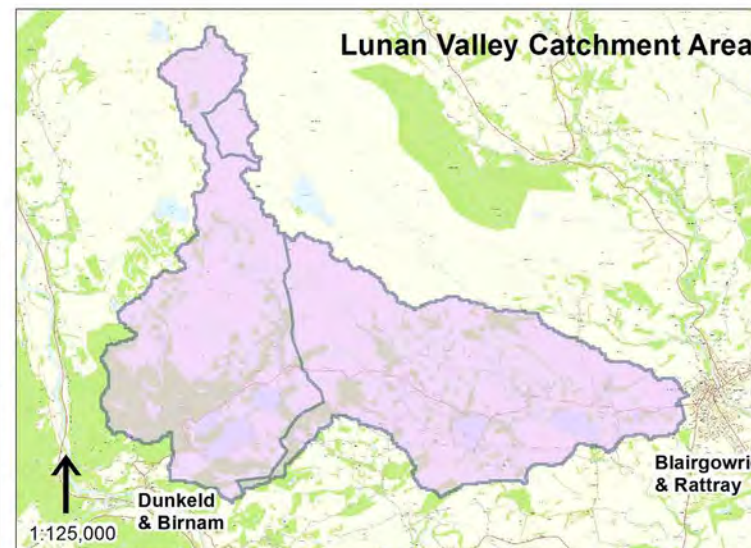 Lunan Valley Catchment Area
Blairgowri
& Rattray
Dunkeld
& Birnam
1:125,000